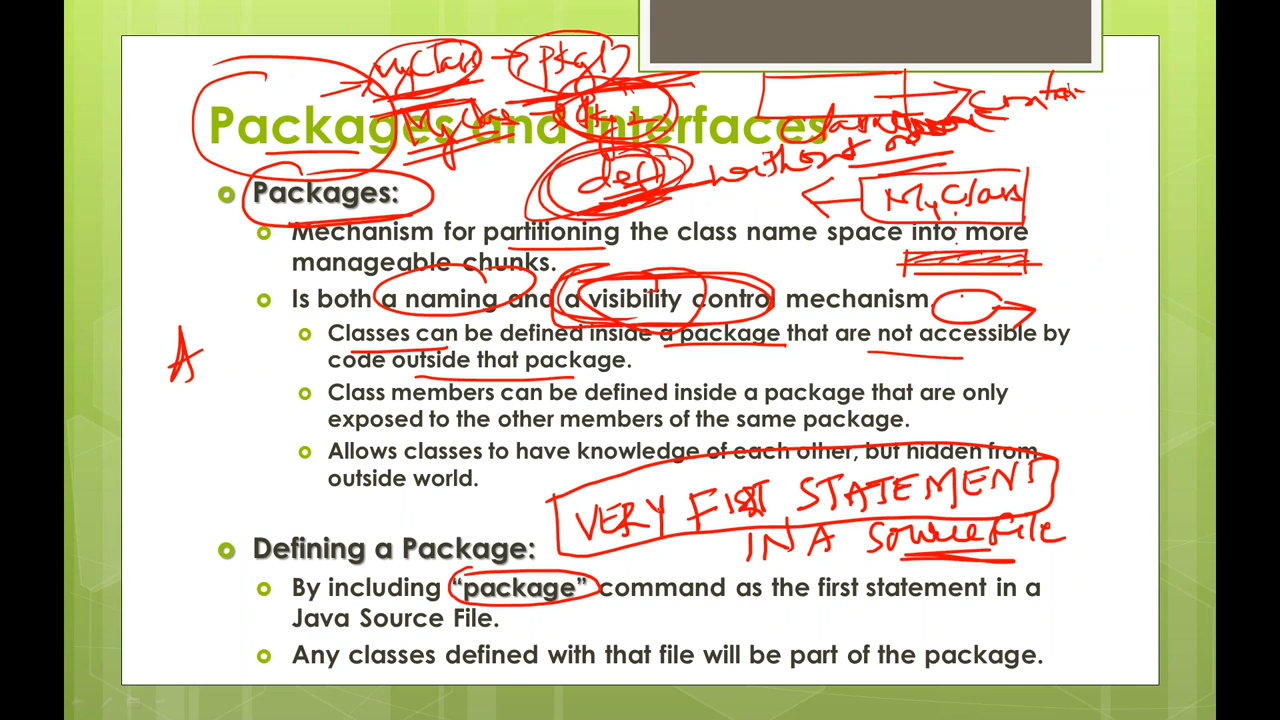 MyClass → Pkg1
Packages and Interfaces
MyClass
def without
Packages:
MyClass
Mechanism for partitioning the class name space into more
manageable chunks.
Is both a naming and a visibility control mechanism.
Classes can be defined inside a package that are not accessible by
code outside that package.
A
Class members can be defined inside a package that are only
exposed to the other members of the same package.
Allows classes to have knowledge of each other, but hidden from
outside world.
VERY FIRST STATEMENT
IN A SOURCE FILE
Defining a Package:
By including "package" command as the first statement in a
Java Source File.
Any classes defined with that file will be part of the package.